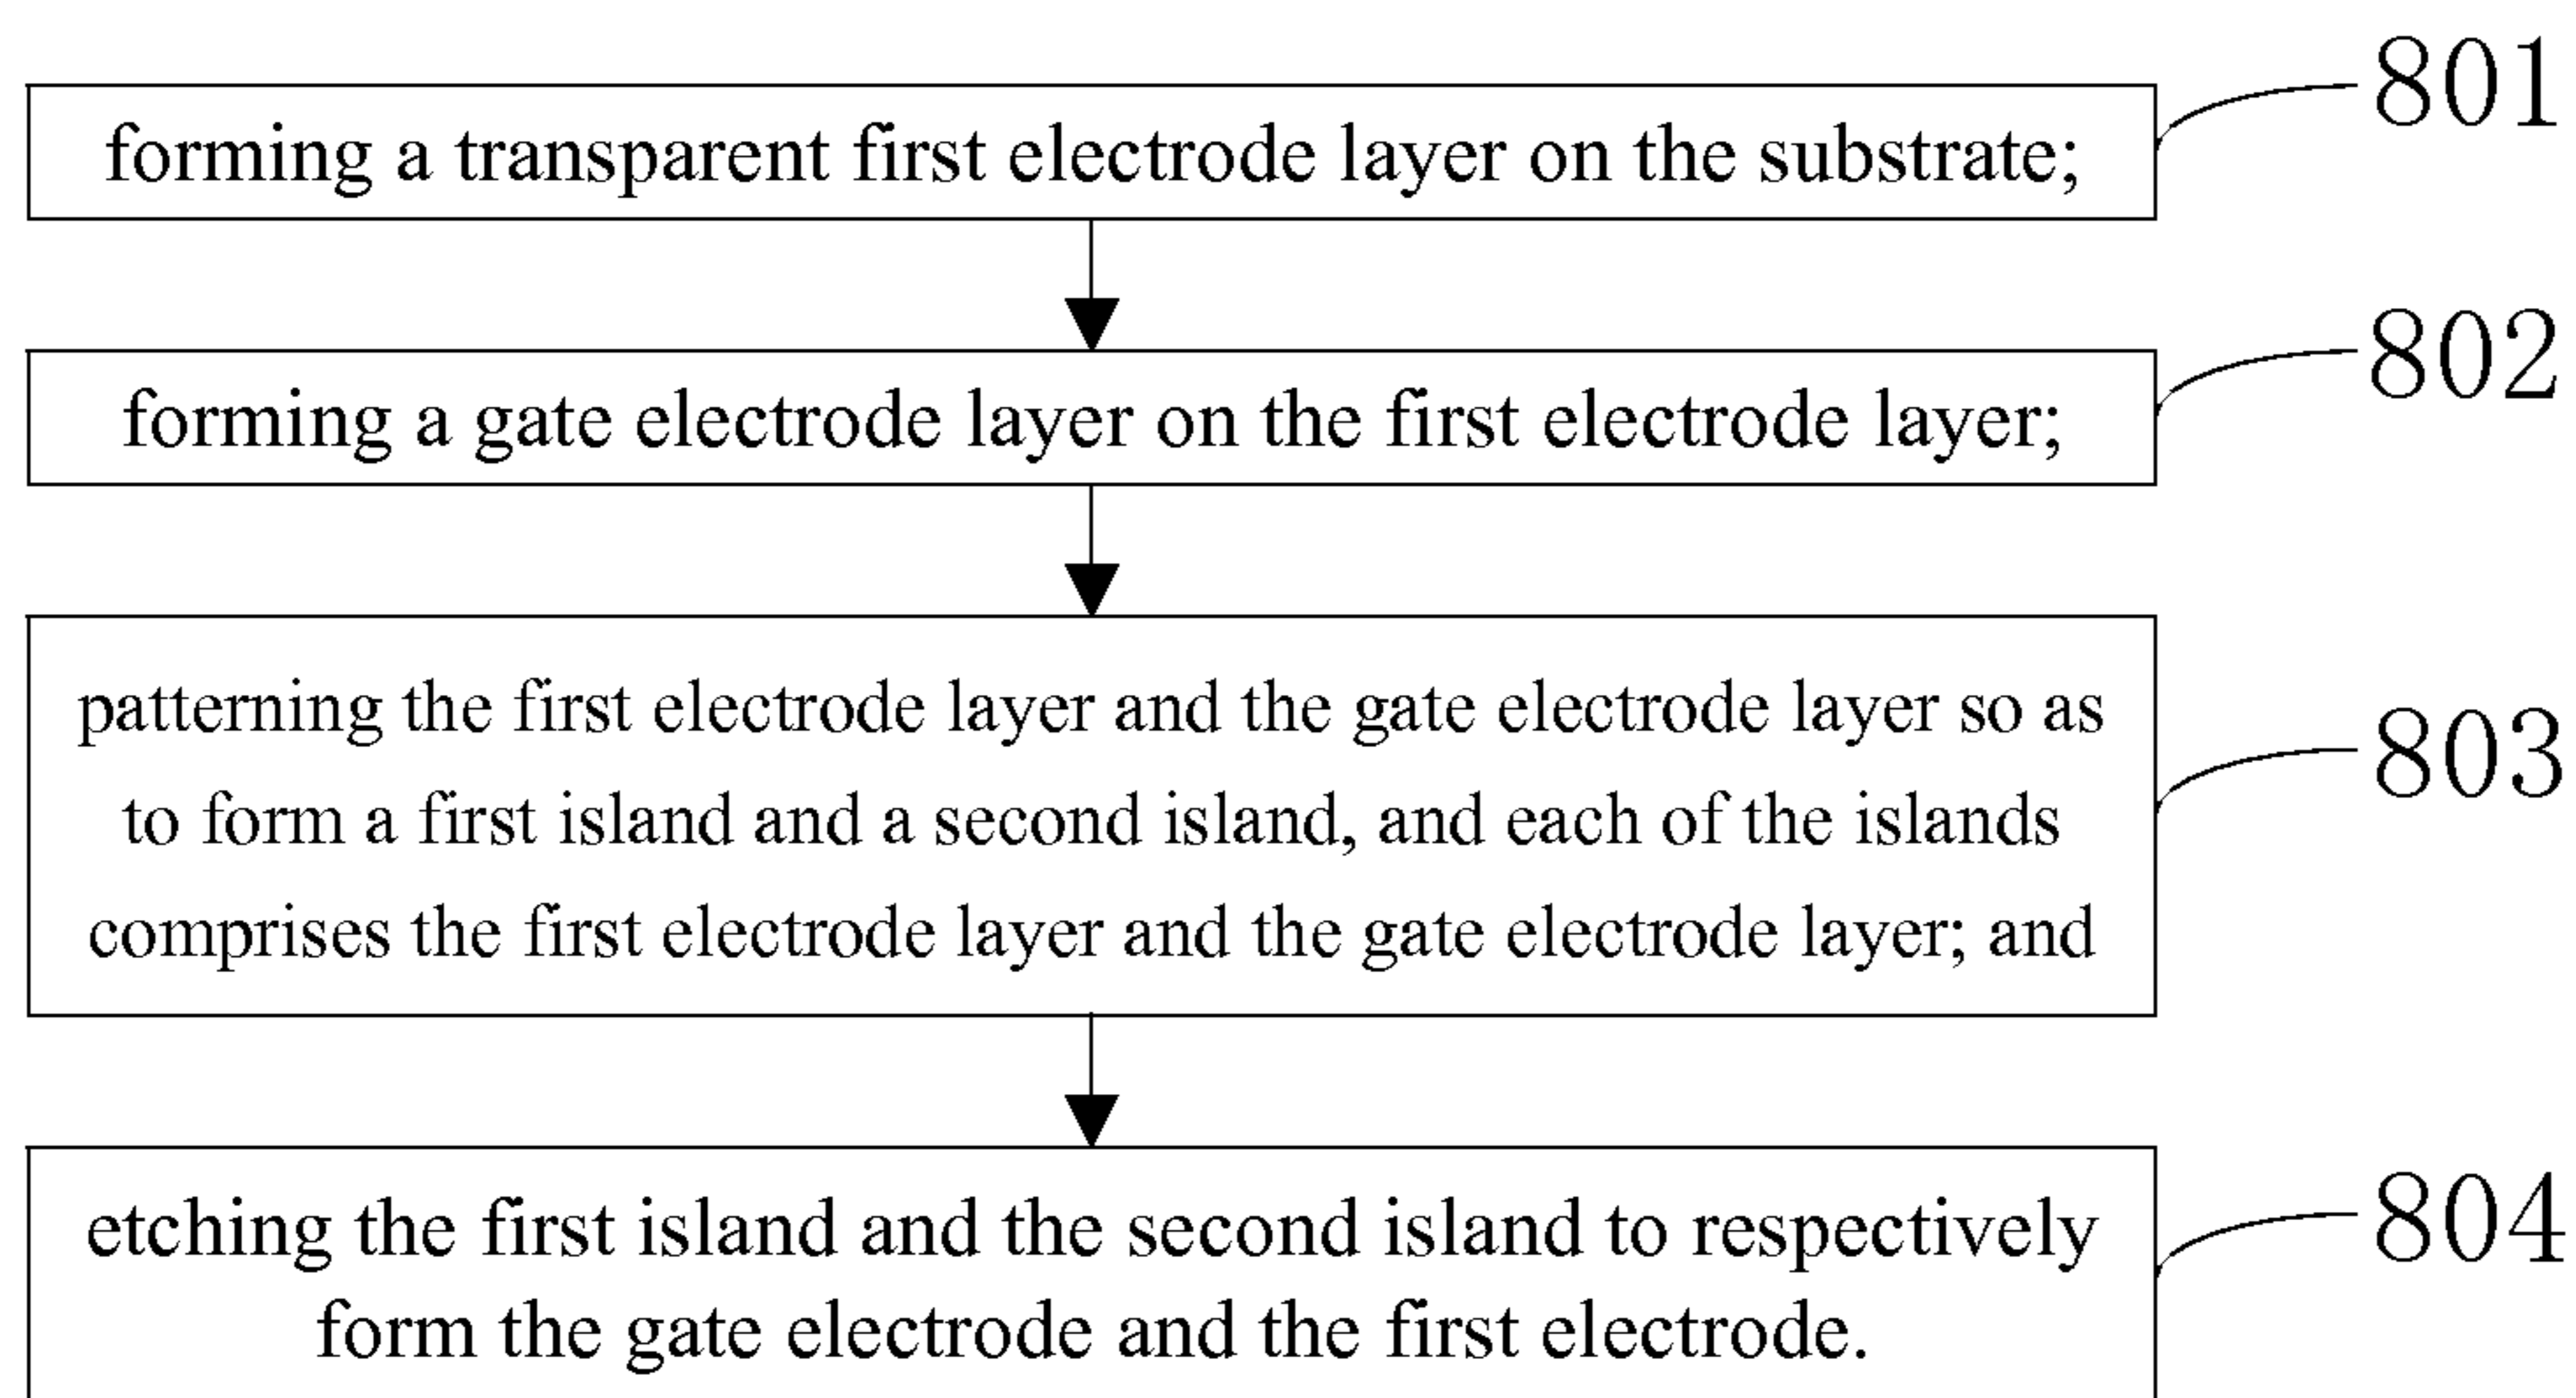 801
forming a transparent first electrode layer on the substrate;
802
forming a gate electrode layer on the first electrode layer;
803
patterning the first electrode layer and the gate electrode layer so as
to form a first island and a second island, and each of the islands
comprises the first electrode layer and the gate electrode layer; and
804
etching the first island and the second island to respectively
form the gate electrode and the first electrode.